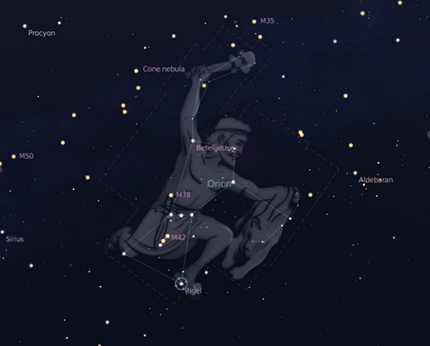 M35
Procyon
Cone nebula
Betelgeuse
M50
Aldebaran
Orion
M78
M42
Sirius
Rigel